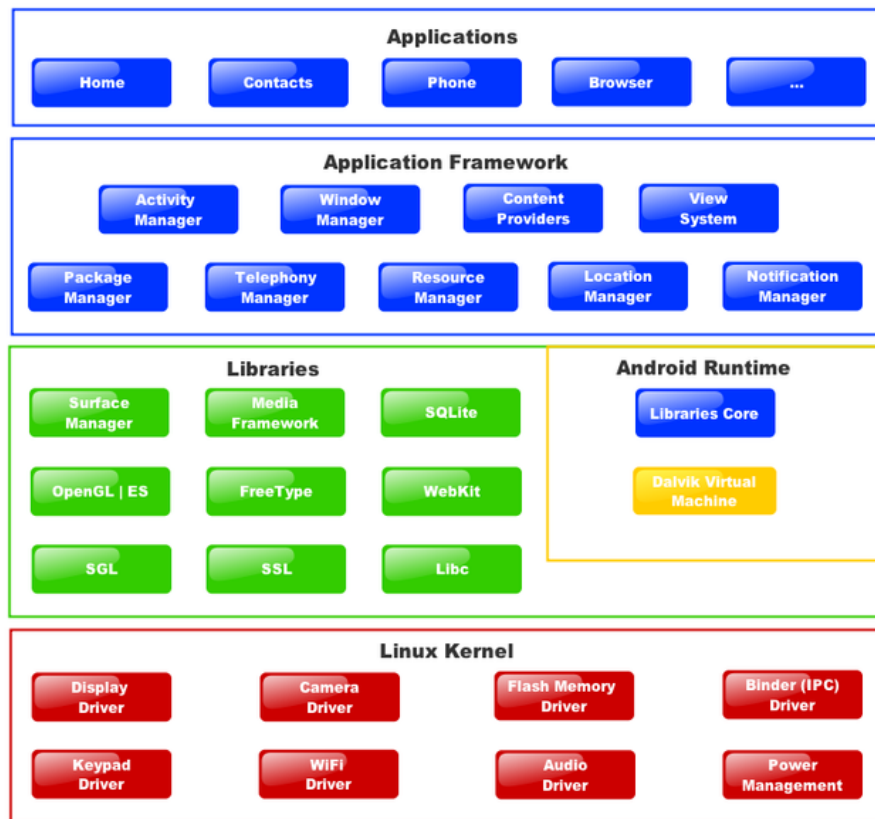 Applications
Home
Contacts
Phone
Browser
...
Application Framework
Activity
Manager
Window
Manager
Content
Providers
View
System
Package
Manager
Telephony
Manager
Resource
Manager
Location
Manager
Notification
Manager
Libraries
Surface
Manager
Media
Framework
SQLite
OpenGL | ES
FreeType
WebKit
SGL
SSL
Libc
Android Runtime
Libraries Core
Dalvik Virtual
Machine
Linux Kernel
Display
Driver
Camera
Driver
Flash Memory
Driver
Binder (IPC)
Driver
Keypad
Driver
WiFi
Driver
Audio
Driver
Power
Management